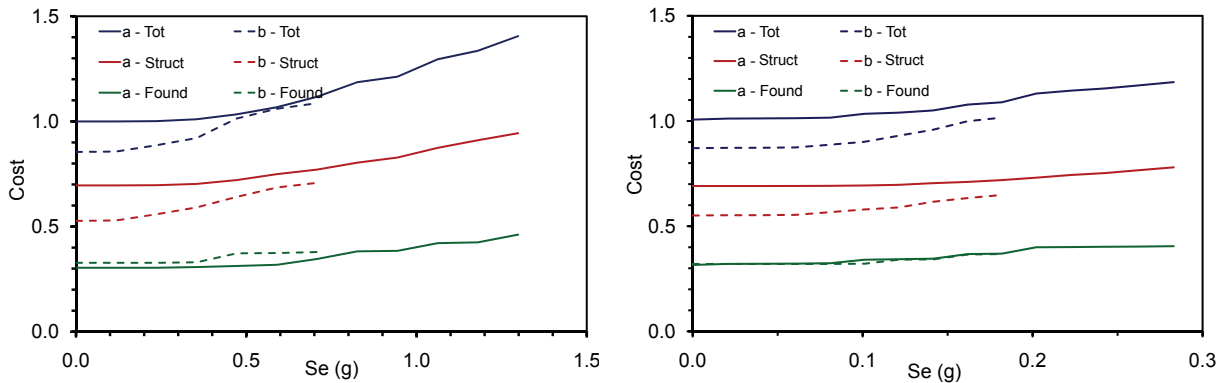 1.5
a - Tot
b - Tot
a - Struct
b - Struct
a - Found
b - Found
1.0
Cost
0.5
0.0
0.0
0.5
1.0
1.5
Se (g)
1.5
a - Tot
b - Tot
a - Struct
b - Struct
a - Found
b - Found
1.0
Cost
0.5
0.0
0.0
0.1
0.2
0.3
Se (g)